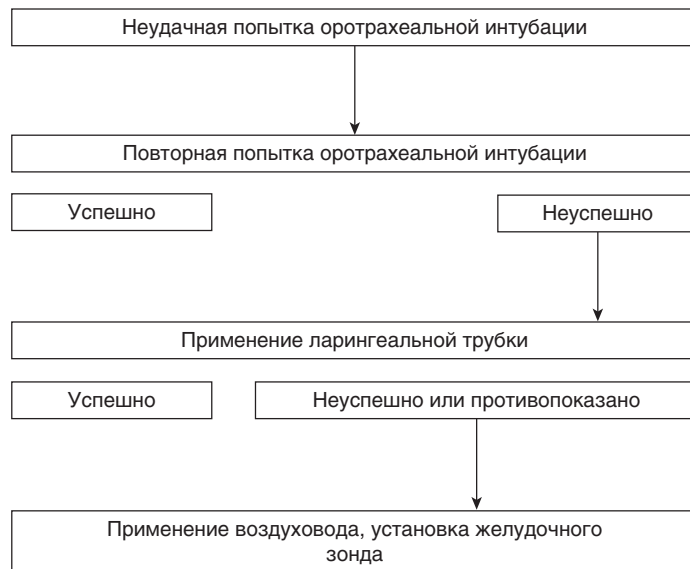 Неудачная попытка оротрахеальной интубации
Повторная попытка оротрахеальной интубации
Успешно
Неуспешно
Применение ларингеальной трубки
Успешно
Неуспешно или противопоказано
Применение воздуховода, установка желудочного
зонда